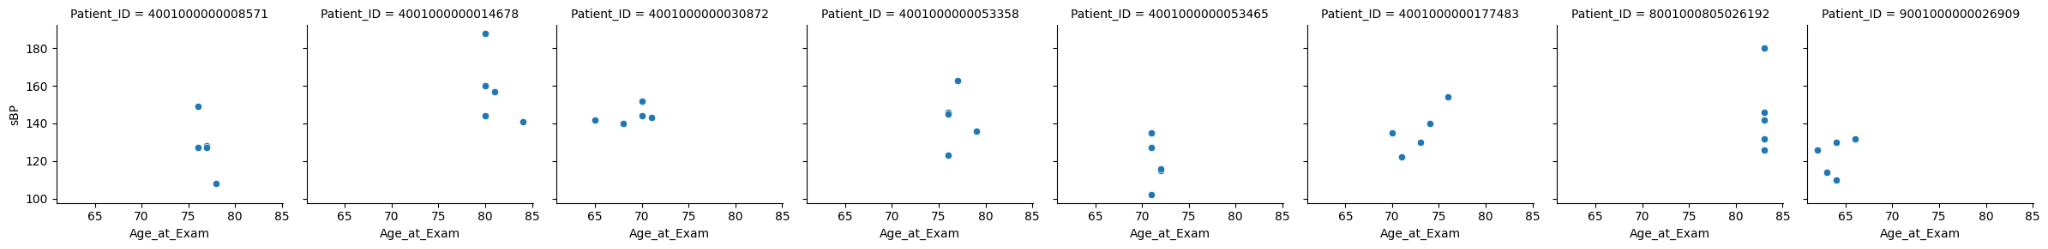 Patient_ID = 4001000000008571 Patient_ID = 4001000000014678 Patient_ID = 4001000000030872 Patient_ID = 4001000000053358 Patient_ID = 4001000000053465 Patient_ID = 4001000000177483 Patient_ID = 8001000805026192 Patient_ID = 9001000000026909
180
160
140
120
100
sBP
65 70 75 80 85 65 70 75 80 85 65 70 75 80 85 65 70 75 80 85 65 70 75 80 85 65 70 75 80 85 65 70 75 80 85 65 70 75 80 85
Age_at_Exam Age_at_Exam Age_at_Exam Age_at_Exam Age_at_Exam Age_at_Exam Age_at_Exam Age_at_Exam